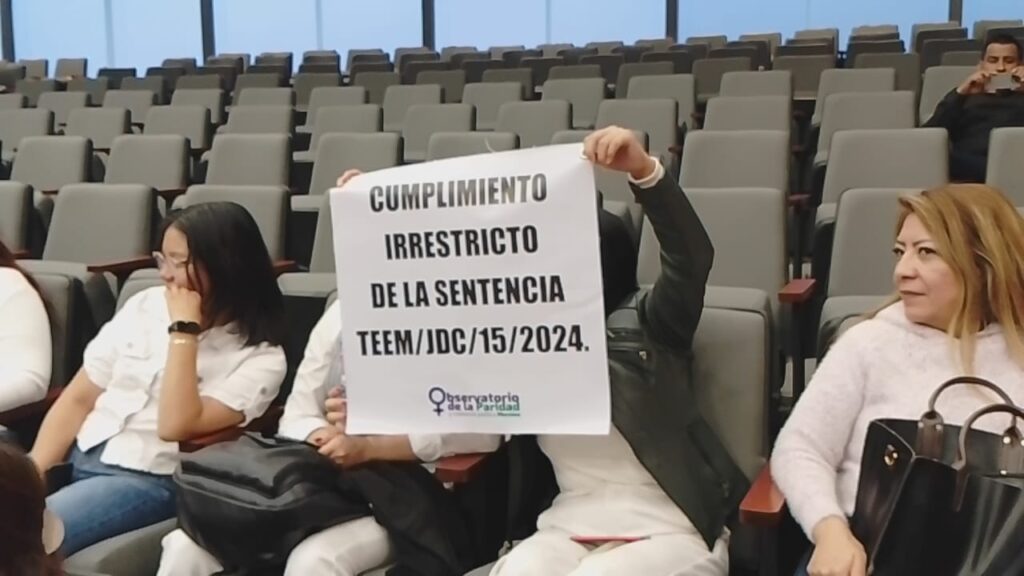 CUMPLIMIENTO
IRRESTRICTO
DE LA SENTENCIA
TEEM/JDC/15/2024.
Observatorio
de la Paridad